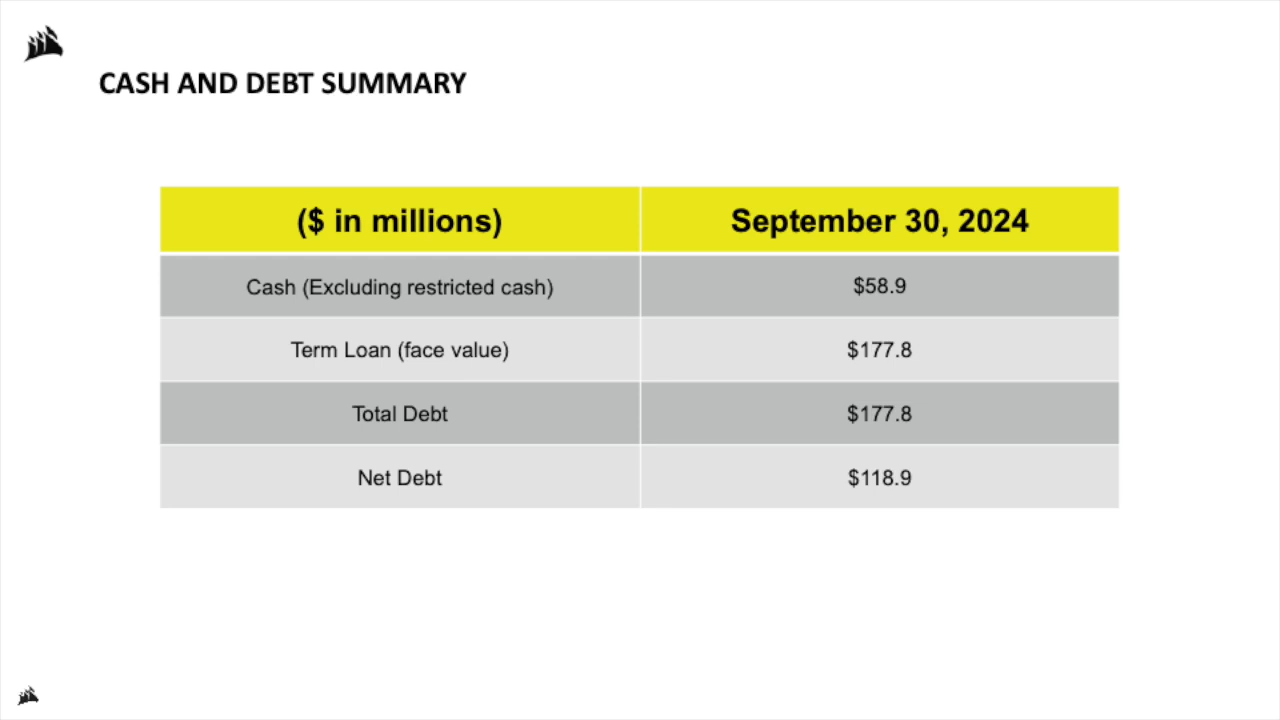 CASH AND DEBT SUMMARY
($ in millions) September 30, 2024
Cash (Excluding restricted cash) $58.9
Term Loan (face value) $177.8
Total Debt $177.8
Net Debt $118.9